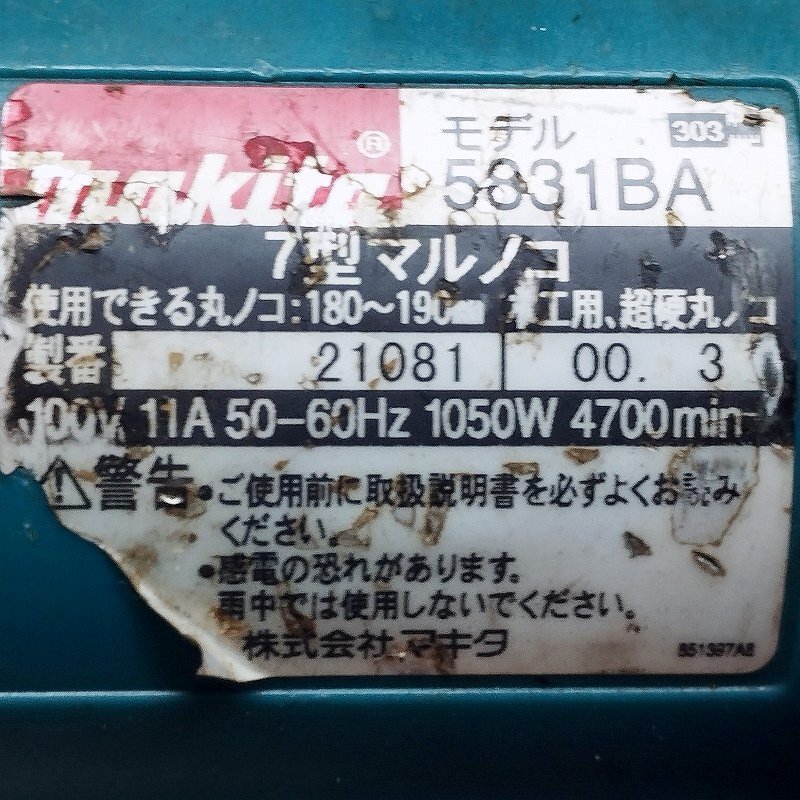 makita®
モデル 303
5831BA
7型マルノコ
使用できる丸ノコ:180〜190㎜ 木工用、超硬丸ノコ
製番 21081 00. 3
100V 11A 50-60Hz 1050W 4700min
⚠警告 •ご使用前に取扱説明書を必ずよくお読み
ください。
•感電の恐れがあります。
雨中では使用しないでください。
株式会社 マキタ
851397A8